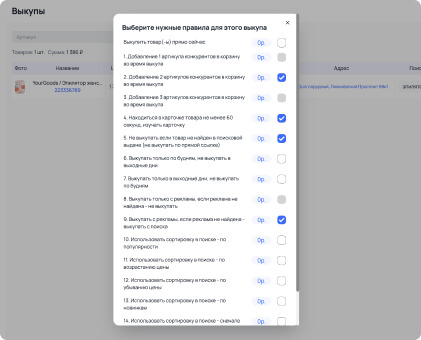 Выкупы
Артикул
Товаров: 1 шт. Сумма: 1 386 ₽
Фото Название Адрес
YourGoods / Эпилятор женс...
223336789
Выберите нужные правила для этого выкупа
Выкупить товар(-ы) прямо сейчас 0р.
1. Добавление 1 артикула конкурентов в корзину 0р.
во время выкупа
2. Добавление 2 артикулов конкурентов в корзину 0р.
во время выкупа
3. Добавление 3 артикулов конкурентов в корзину 0р.
во время выкупа
4. Находиться в карточке товара не менее 60 0р.
секунд, изучать карточку
5. Не выкупать если товар не найден в поисковой 0р.
выдаче (не выкупать по прямой ссылке)
6. Выкупать только по будням, не выкупать в 0р.
выходные дни
7. Выкупать только в выходные дни, не выкупать 0р.
по будням
8. Выкупать только с рекламы, если реклама не 0р.
найдена - не выкупать
9. Выкупать с рекламы, если реклама не найдена - 0р.
выкупать с поиска
10. Использовать сортировку в поиске - по 0р.
популярности
11. Использовать сортировку в поиске - по 0р.
возрастанию цены
12. Использовать сортировку в поиске - по 0р.
убыванию цены
13. Использовать сортировку в поиске - по 0р.
новинкам
14. Использовать сортировку в поиске - сначала 0р.